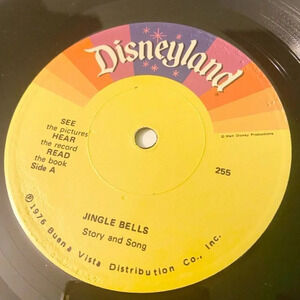 Disneyland
© Walt Disney Productions
SEE
the pictures
HEAR
the record
READ
the book
Side A
255
JINGLE BELLS
Story and Song
℗ 1976 Buena Vista Distribution Co., Inc.